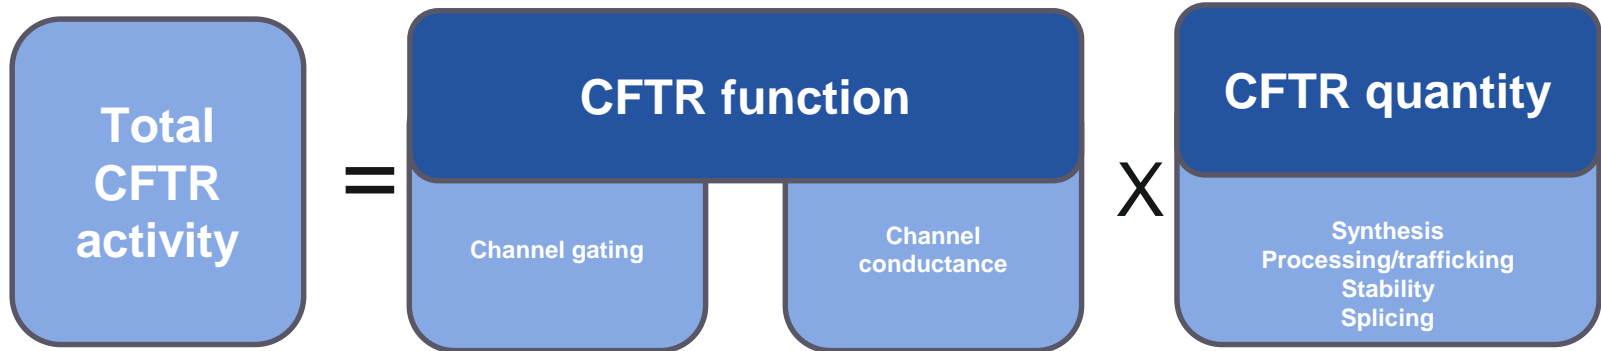 Total
CFTR
activity
=
CFTR function
Channel gating
Channel
conductance
X
CFTR quantity
Synthesis
Processing/trafficking
Stability
Splicing